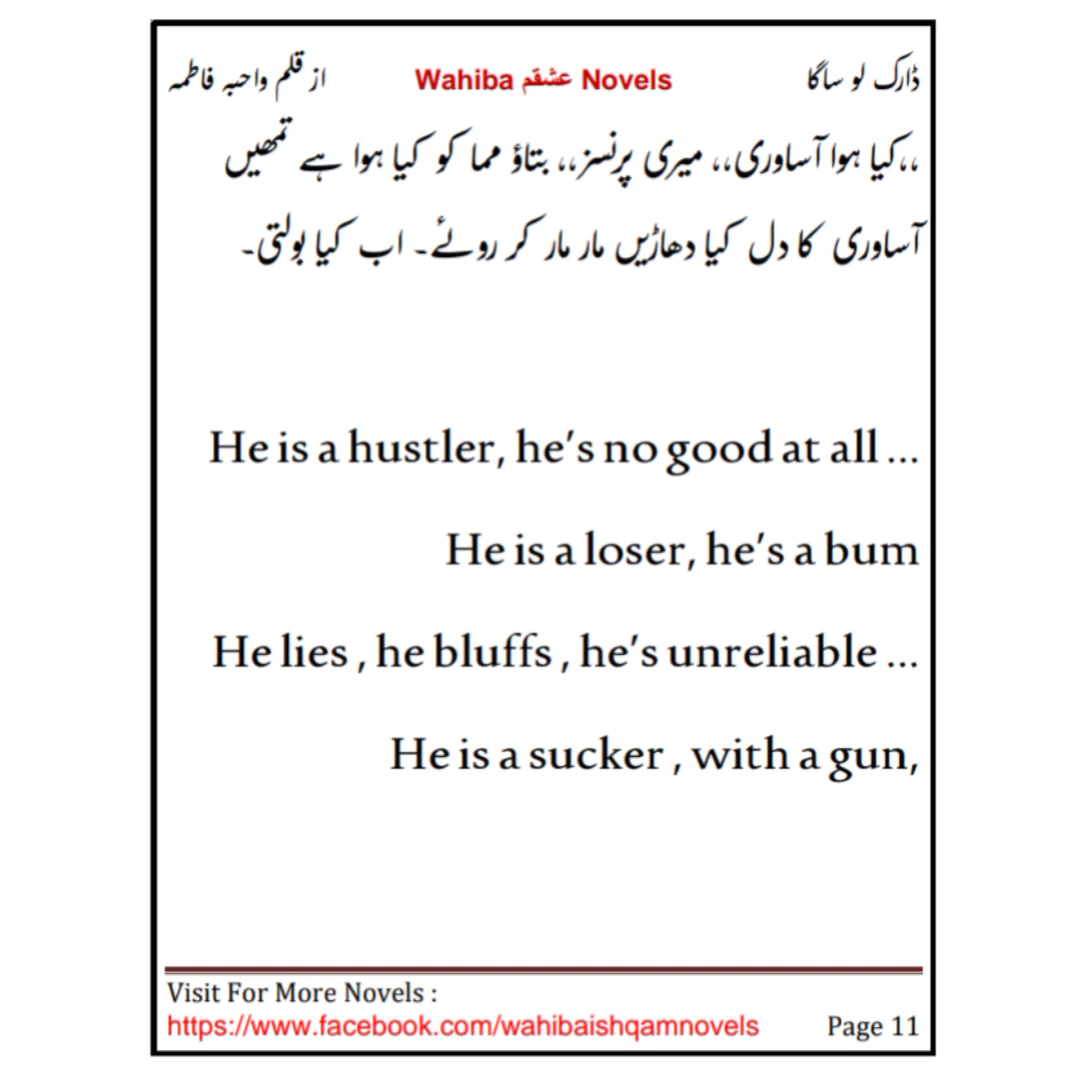 ڈارک لو ساگا Wahiba عشقم Novels از قلم واحبہ فاطمہ
،،کیا ہوا آساوری،، میری پرنسز،، بتاؤ مما کو کیا ہوا ہے تمھیں
آساوری کا دل کیا دھاڑیں مار مار کر روئے۔ اب کیا بولتی۔
He is a hustler, he's no good at all ...
He is a loser, he's a bum
He lies , he bluffs , he's unreliable ...
He is a sucker , with a gun,
Visit For More Novels :
https://www.facebook.com/wahibaishqamnovels Page 11